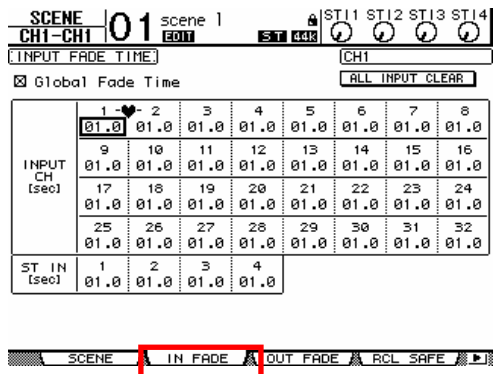 SCENE
CH1-CH1
01 scene 1
EDIT
ST 44k
STI1 STI2 STI3 STI4
INPUT FADE TIME
CH1
Global Fade Time
ALL INPUT CLEAR
1 2 3 4 5 6 7 8
01.0 01.0 01.0 01.0 01.0 01.0 01.0 01.0
9 10 11 12 13 14 15 16
INPUT CH [sec]
01.0 01.0 01.0 01.0 01.0 01.0 01.0 01.0
17 18 19 20 21 22 23 24
01.0 01.0 01.0 01.0 01.0 01.0 01.0 01.0
25 26 27 28 29 30 31 32
01.0 01.0 01.0 01.0 01.0 01.0 01.0 01.0
ST IN [sec]
1 2 3 4
01.0 01.0 01.0 01.0
SCENE IN FADE OUT FADE RCL SAFE